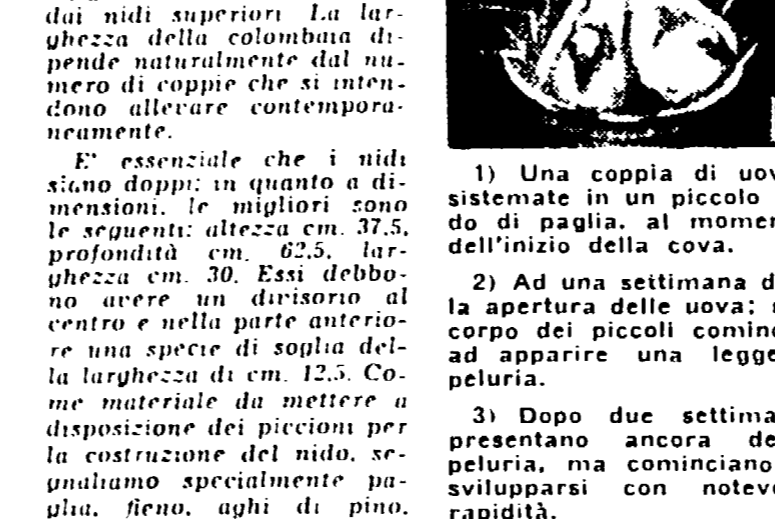 dai nidi superiori La lar-
ghezza della colombaia di-
pende naturalmente dal nu-
mero di coppie che si inten-
dono allevare contempora-
neamente.
E' essenziale che i nidi
siano doppi; in quanto a di-
mensioni, le migliori sono
le seguenti: altezza cm. 37,5,
profondità cm. 62,5, lar-
ghezza cm. 30. Essi debbo-
no avere un divisorio al
centro e nella parte anterio-
re una specie di soglia del-
la larghezza di cm. 12,5. Co-
me materiale da mettere a
disposizione dei piccioni per
la costruzione del nido, se-
gnaliamo specialmente pa-
glia, fieno, aghi di pino,
1) Una coppia di uov
sistemate in un piccolo
do di paglia, al momen
dell'inizio della cova.
2) Ad una settimana d
la apertura delle uova;
corpo dei piccoli cominc
ad apparire una legge
peluria.
3) Dopo due settima
presentano ancora de
peluria, ma cominciano
svilupparsi con notev
rapidità.